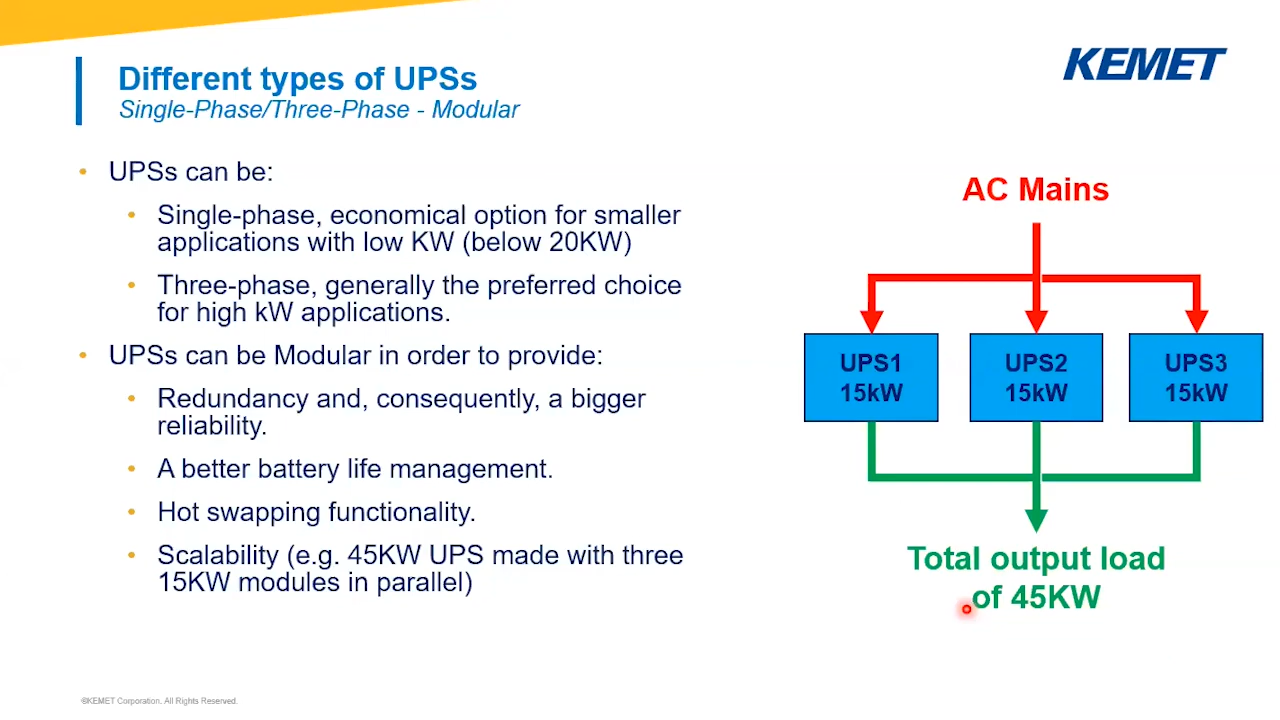 Different types of UPSs
Single-Phase/Three-Phase - Modular
KEMET
• UPSs can be:
• Single-phase, economical option for smaller
applications with low KW (below 20KW)
• Three-phase, generally the preferred choice
for high kW applications.
• UPSs can be Modular in order to provide:
• Redundancy and, consequently, a bigger
reliability.
• A better battery life management.
• Hot swapping functionality.
• Scalability (e.g. 45KW UPS made with three
15KW modules in parallel)
AC Mains
UPS1
15kW
UPS2
15kW
UPS3
15kW
Total output load
of 45KW
©KEMET Corporation. All Rights Reserved.